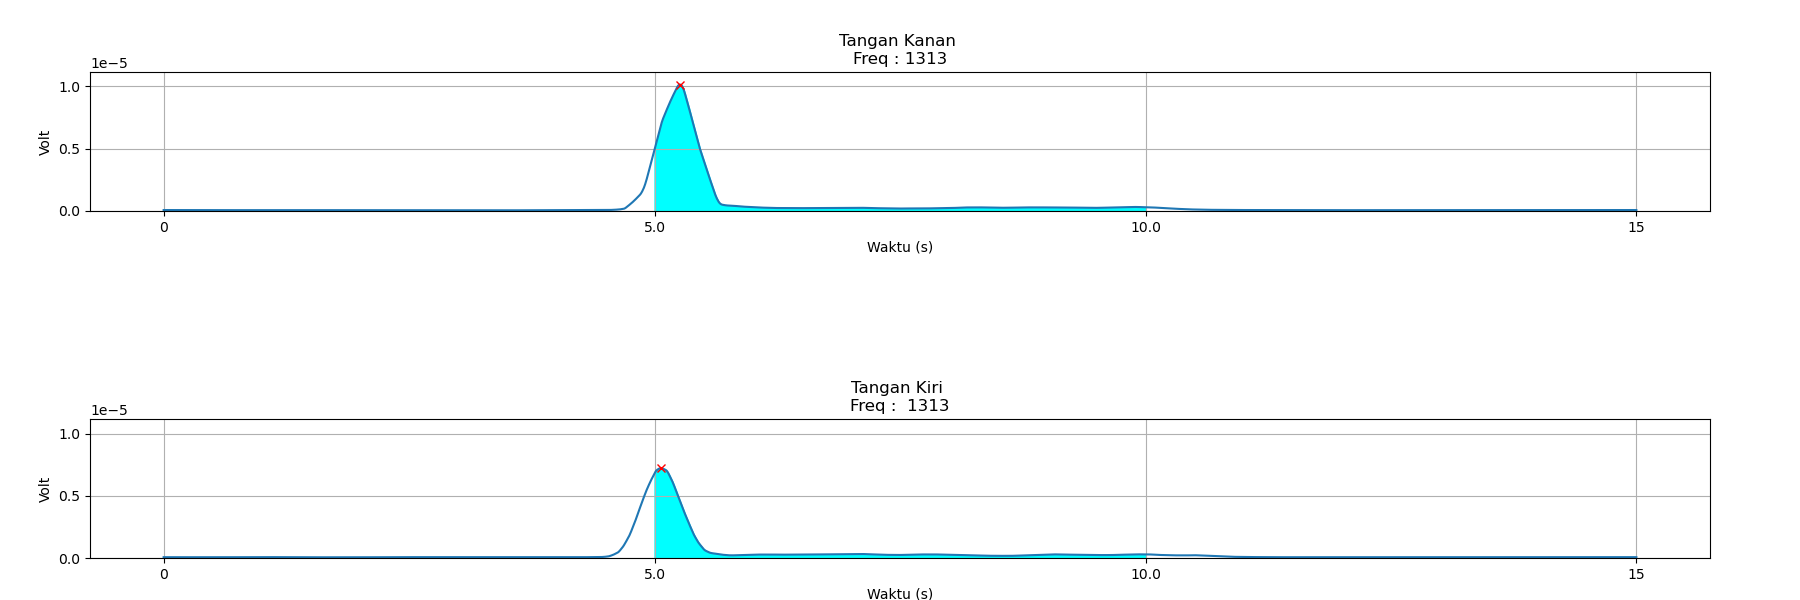 Tangan Kanan
Freq : 1313
1e−5
1.0
0.5
0.0
Volt
0 5.0 10.0 15
Waktu (s)
Tangan Kiri
Freq :  1313
1e−5
1.0
0.5
0.0
Volt
0 5.0 10.0 15
Waktu (s)